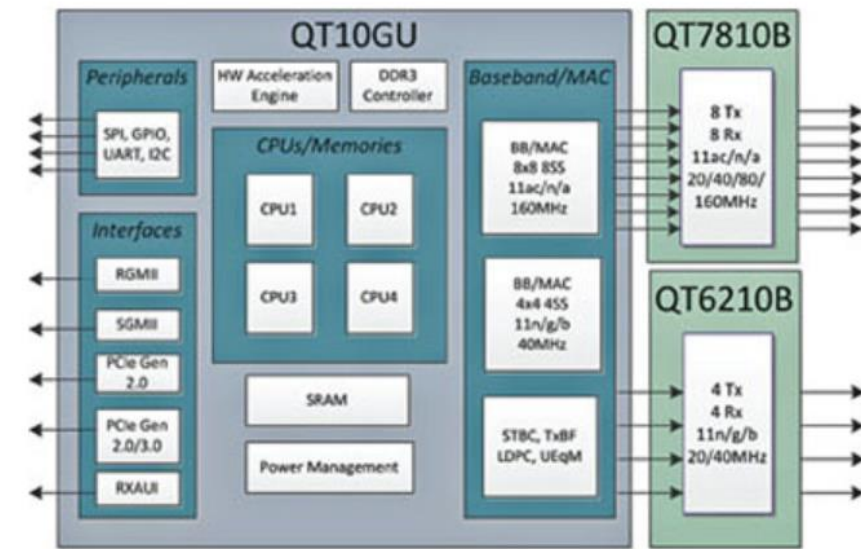 QT10GU
Peripherals
SPI, GPIO,
UART, I2C
Interfaces
RGMII
SGMII
PCIe Gen
2.0
PCIe Gen
2.0/3.0
RXAUI
HW Acceleration
Engine
DDR3
Controller
CPUs/Memories
CPU1
CPU2
CPU3
CPU4
SRAM
Power Management
Baseband/MAC
BB/MAC
8x8 8SS
11ac/n/a
160MHz
BB/MAC
4x4 4SS
11n/g/b
40MHz
STBC, TxBF
LDPC, UEqM
QT7810B
8 Tx
8 Rx
11ac/n/a
20/40/80/
160MHz
QT6210B
4 Tx
4 Rx
11n/g/b
20/40MHz